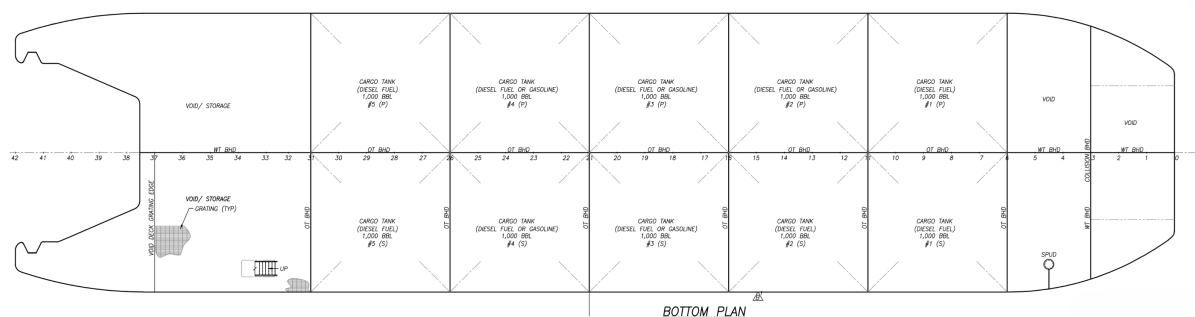 CARGO TANK
(DIESEL FUEL)
1,000 BBL
#5 (P)
CARGO TANK
(DIESEL FUEL OR GASOLINE)
1,000 BBL
#4 (P)
CARGO TANK
(DIESEL FUEL OR GASOLINE)
1,000 BBL
#3 (P)
CARGO TANK
(DIESEL FUEL OR GASOLINE)
1,000 BBL
#2 (P)
CARGO TANK
(DIESEL FUEL)
1,000 BBL
#1 (P)
VOID/ STORAGE
VOID
VOID
WT BHD
OT BHD
OT BHD
OT BHD
OT BHD
WT BHD
WT BHD
42 41 40 39 38 37 36 35 34 33 32 31 30 29 28 27 26 25 24 23 22 21 20 19 18 17 16 15 14 13 12 11 10 9 8 7 6 5 4 3 2 1 0
COLLISION BHD
VOID DECK GRATING EDGE
VOID/ STORAGE
GRATING (TYP)
OT BHD
OT BHD
OT BHD
OT BHD
OT BHD
OT BHD
WT BHD
CARGO TANK
(DIESEL FUEL)
1,000 BBL
#5 (S)
CARGO TANK
(DIESEL FUEL OR GASOLINE)
1,000 BBL
#4 (S)
CARGO TANK
(DIESEL FUEL OR GASOLINE)
1,000 BBL
#3 (S)
CARGO TANK
(DIESEL FUEL)
1,000 BBL
#2 (S)
CARGO TANK
(DIESEL FUEL)
1,000 BBL
#1 (S)
UP
SPUD
BOTTOM PLAN